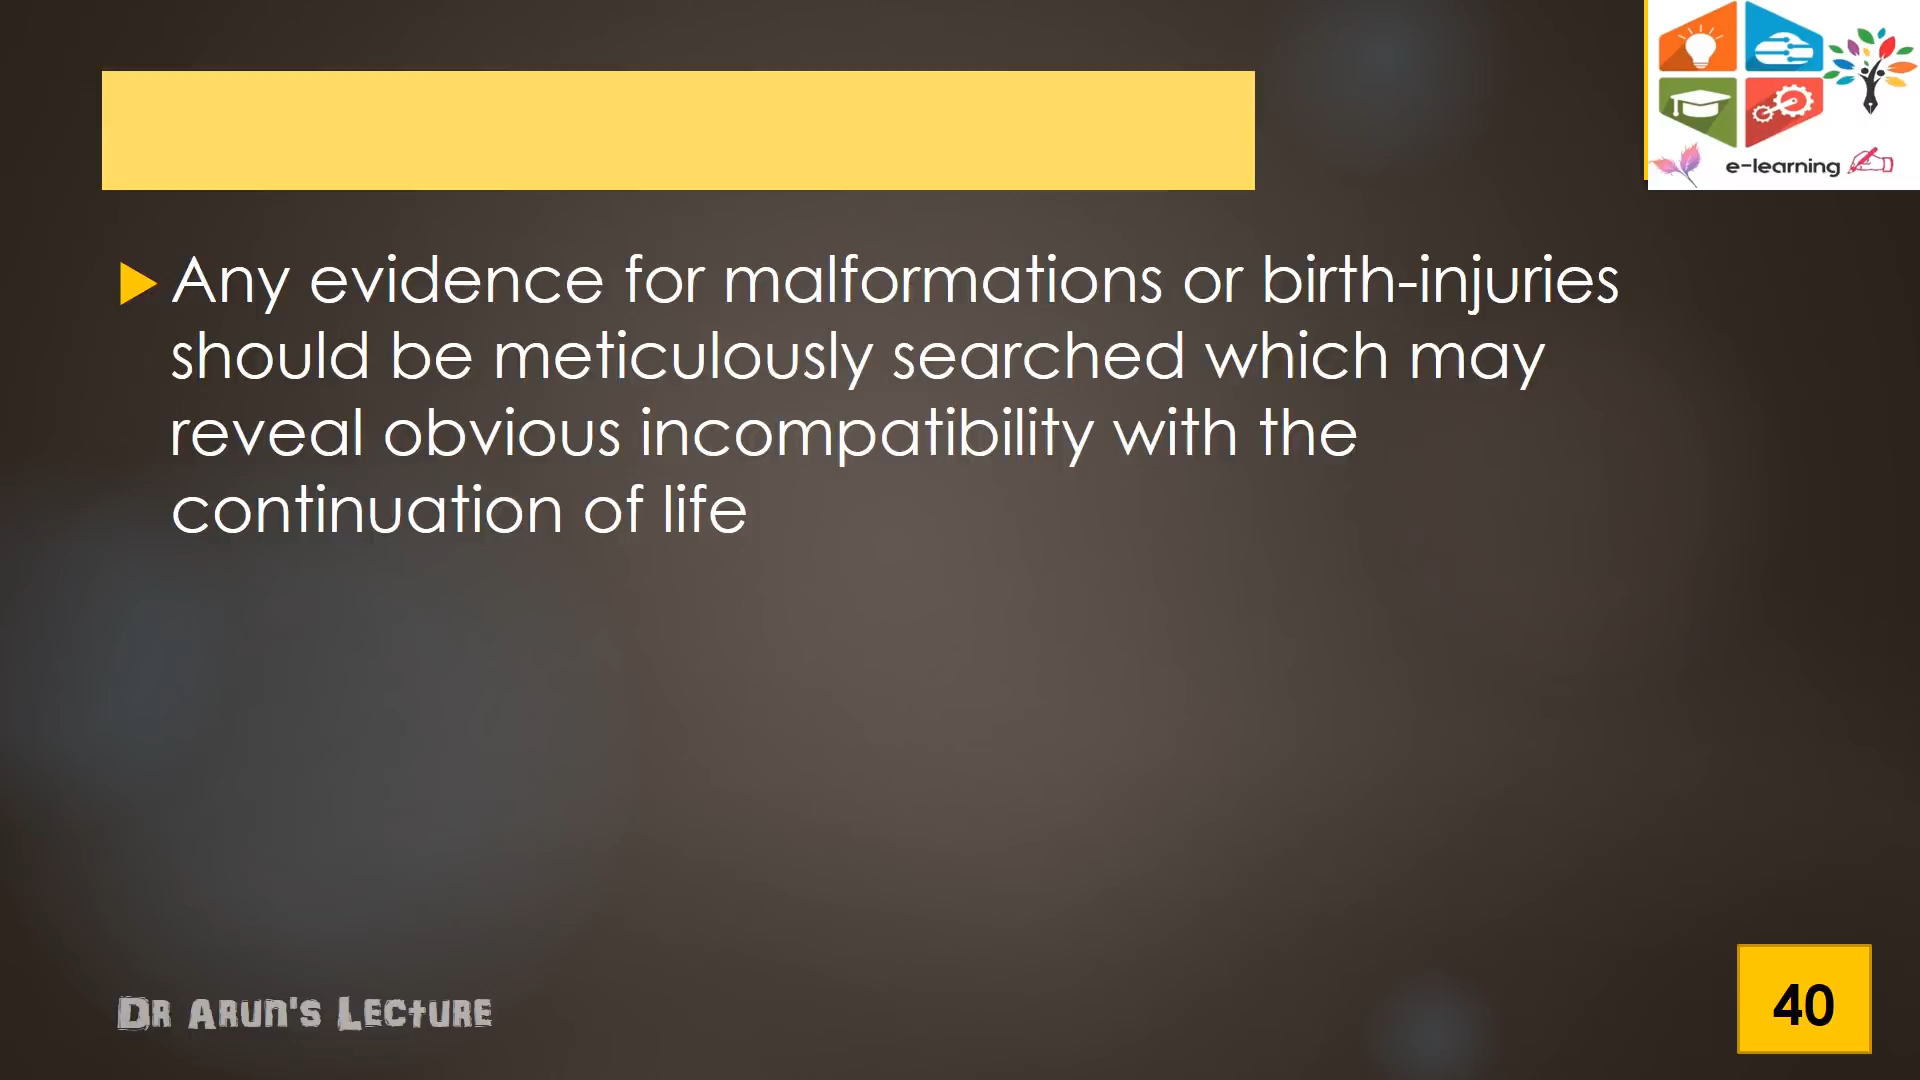 e-learning
Any evidence for malformations or birth-injuries
should be meticulously searched which may
reveal obvious incompatibility with the
continuation of life
Dr Arun's Lecture
40